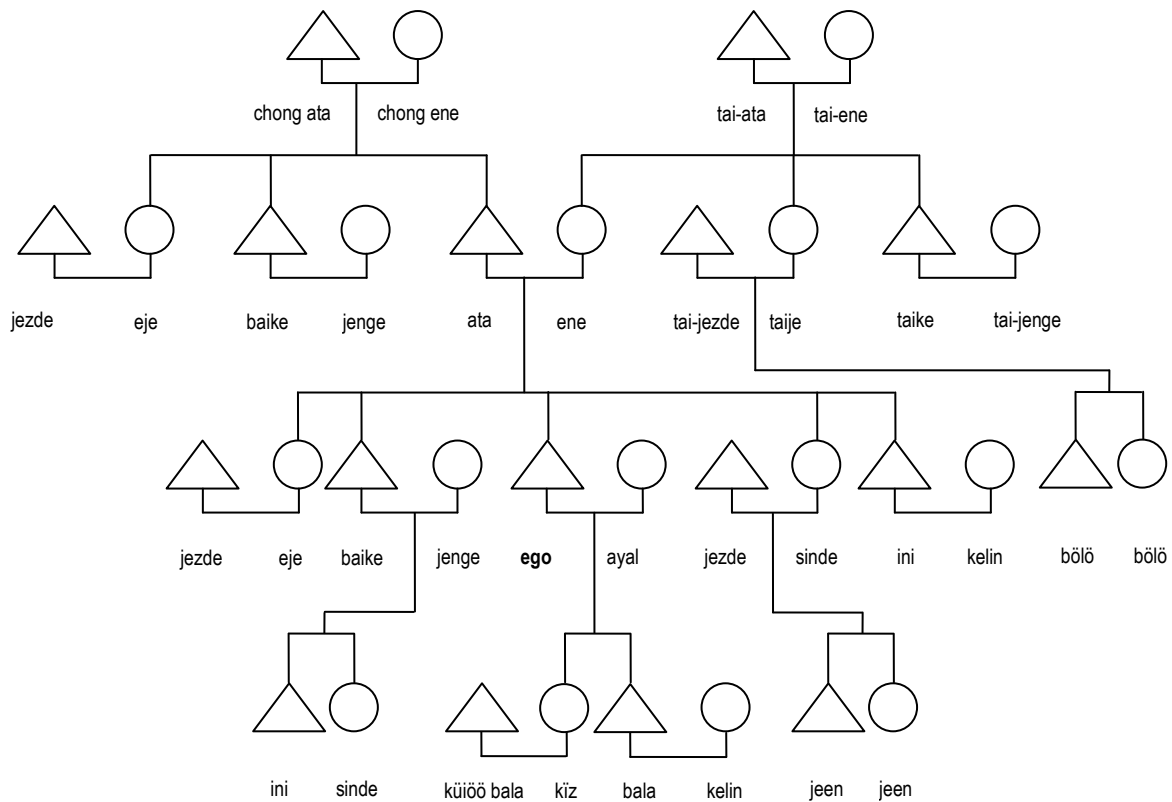 chong ata chong ene tai-ata tai-ene
jezde eje baike jenge ata ene tai-jezde taije taike tai-jenge
jezde eje baike jenge ego ayal jezde sinde ini kelin bölö bölö
ini sinde küiöö bala kïz bala kelin jeen jeen